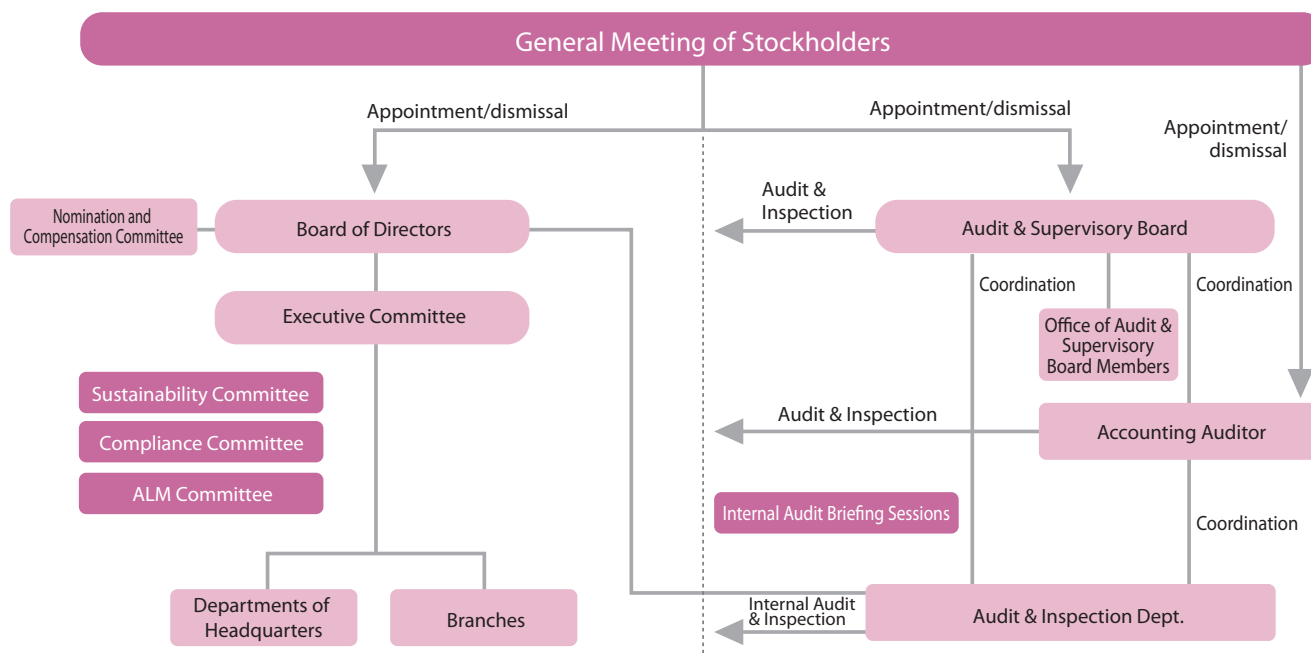 General Meeting of Stockholders
Appointment/dismissal
Appointment/dismissal
Appointment/
dismissal
Nomination and
Compensation Committee
Board of Directors
Audit &
Inspection
Audit & Supervisory Board
Executive Committee
Coordination
Coordination
Office of Audit &
Supervisory
Board Members
Sustainability Committee
Compliance Committee
ALM Committee
Audit & Inspection
Accounting Auditor
Internal Audit Briefing Sessions
Coordination
Departments of
Headquarters
Branches
Internal Audit
& Inspection
Audit & Inspection Dept.